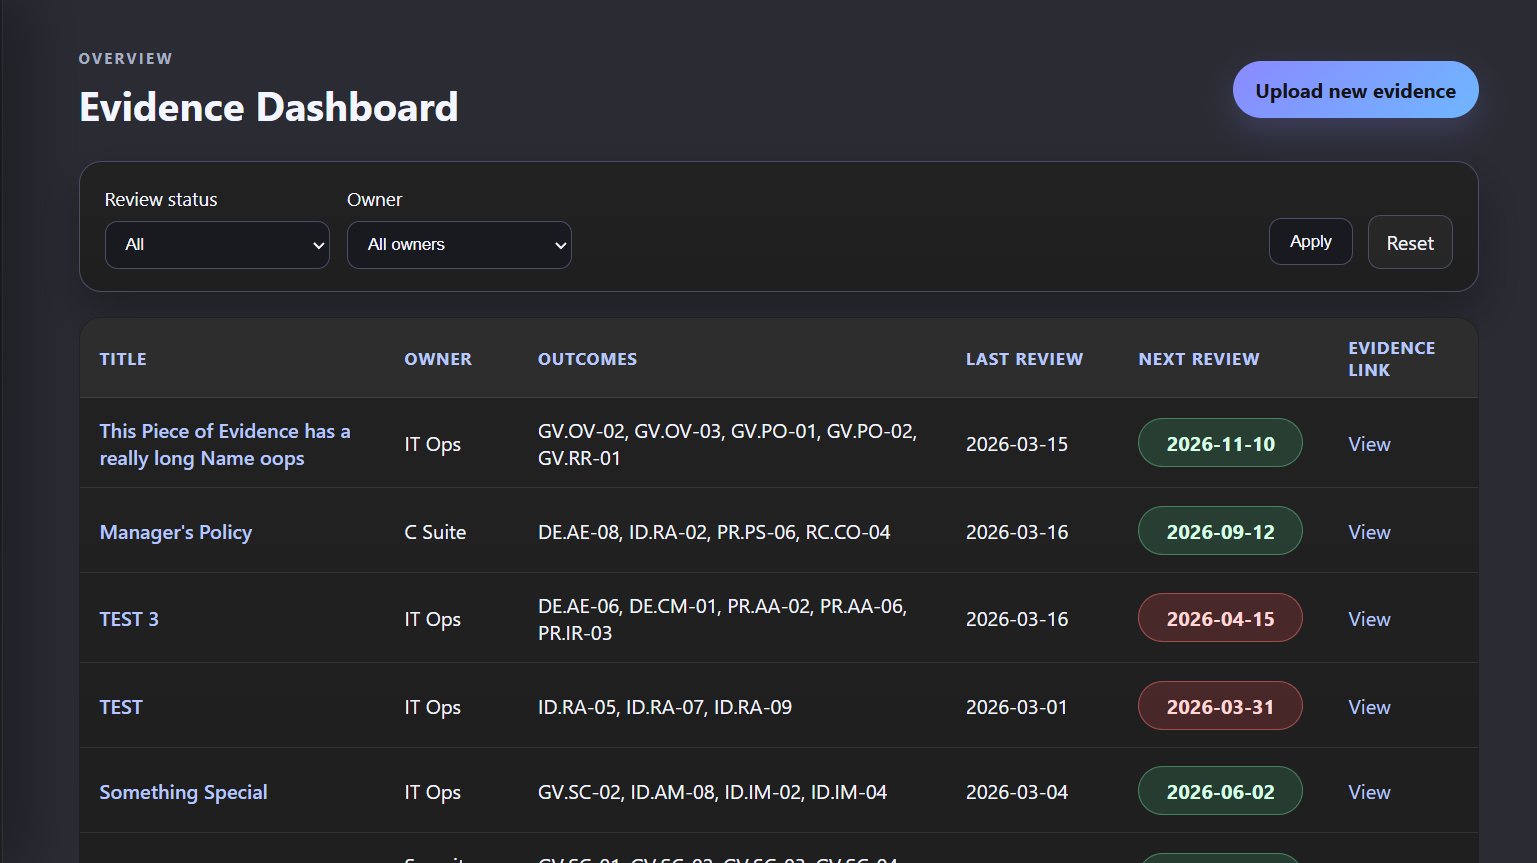 OVERVIEW
Evidence Dashboard
Upload new evidence
Review status
Owner
All
All owners
Apply
Reset
TITLE
OWNER
OUTCOMES
LAST REVIEW
NEXT REVIEW
EVIDENCE
LINK
This Piece of Evidence has a
really long Name oops
IT Ops
GV.OV-02, GV.OV-03, GV.PO-01, GV.PO-02,
GV.RR-01
2026-03-15
2026-11-10
View
Manager's Policy
C Suite
DE.AE-08, ID.RA-02, PR.PS-06, RC.CO-04
2026-03-16
2026-09-12
View
TEST 3
IT Ops
DE.AE-06, DE.CM-01, PR.AA-02, PR.AA-06,
PR.IR-03
2026-03-16
2026-04-15
View
TEST
IT Ops
ID.RA-05, ID.RA-07, ID.RA-09
2026-03-01
2026-03-31
View
Something Special
IT Ops
GV.SC-02, ID.AM-08, ID.IM-02, ID.IM-04
2026-03-04
2026-06-02
View